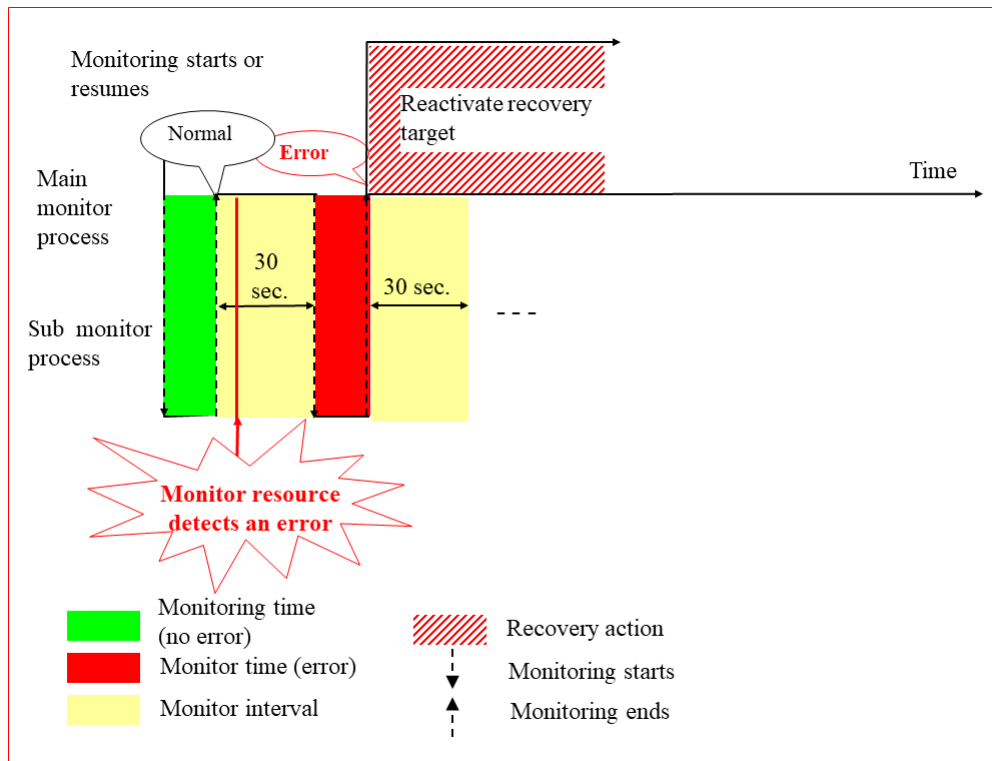 Monitoring starts or
resumes
Reactivate recovery
target
Normal
Error
Time
Main
monitor
process
30
sec.
30 sec.
Sub monitor
process
Monitor resource
detects an error
Monitoring time
(no error)
Monitor time (error)
Monitor interval
Recovery action
Monitoring starts
Monitoring ends